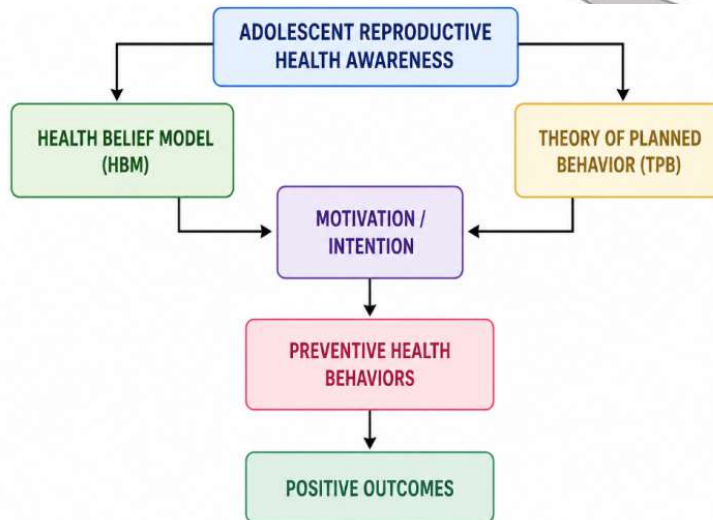 ADOLESCENT REPRODUCTIVE
HEALTH AWARENESS
HEALTH BELIEF MODEL
(HBM)
THEORY OF PLANNED
BEHAVIOR (TPB)
MOTIVATION /
INTENTION
PREVENTIVE HEALTH
BEHAVIORS
POSITIVE OUTCOMES